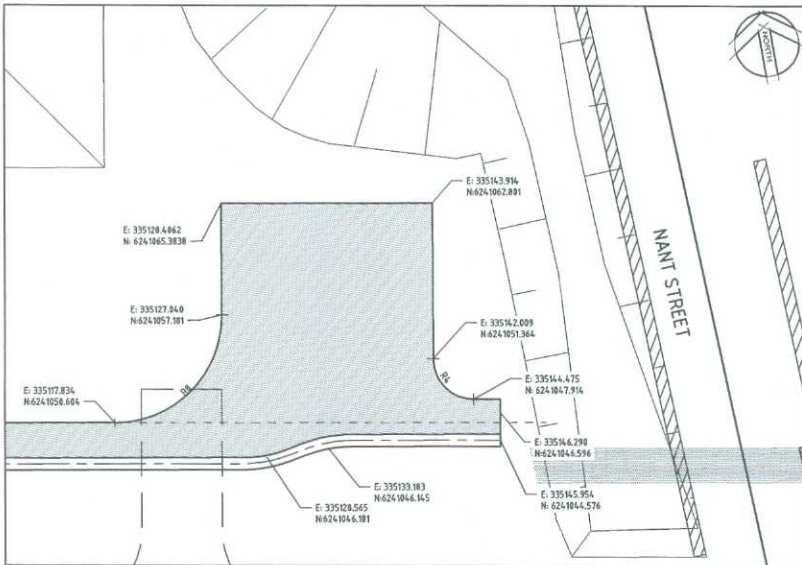 NORTH
E: 335143.914
N:6241062.801
E: 335120.4062
N: 6241065.3838
NANT STREET
E: 335127.040
N:6241057.181
E: 335142.009
N:6241051.364
R8
R4
E: 335117.834
N:6241050.604
E: 335144.475
N:6241047.914
E: 335146.290
N:6241046.596
E: 335133.183
N:6241046.145
E: 335145.954
N: 6241044.576
E: 335128.565
N:6241046.181